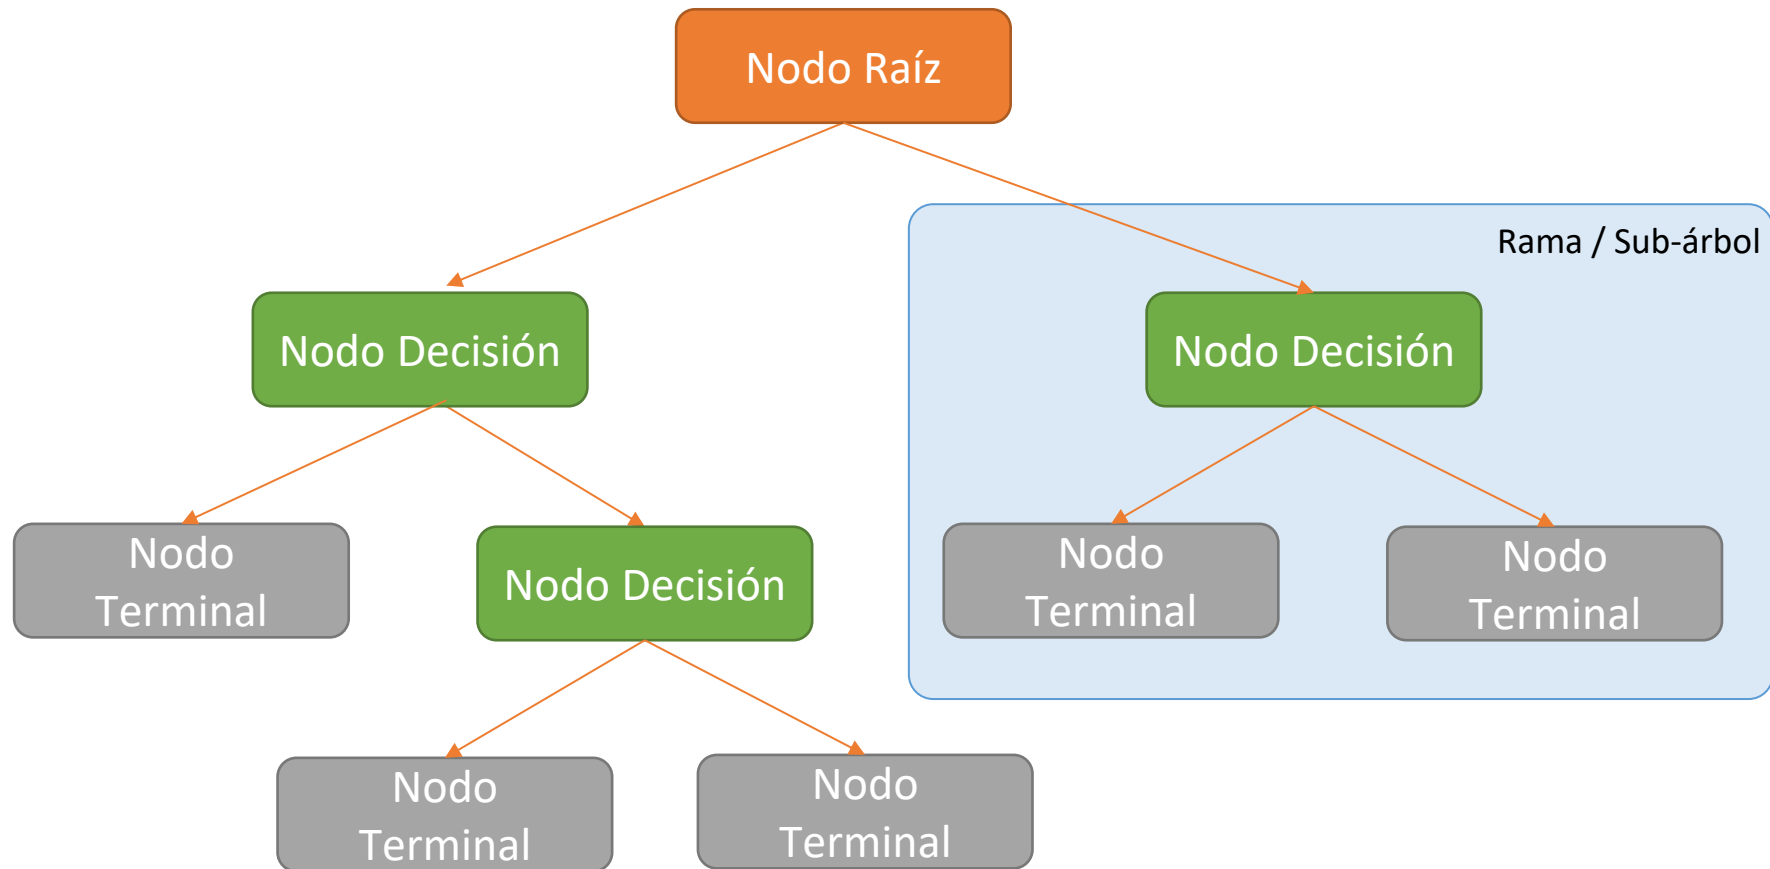 Nodo Raíz
Rama / Sub-árbol
Nodo Decisión
Nodo Decisión
Nodo
Terminal
Nodo Decisión
Nodo
Terminal
Nodo
Terminal
Nodo
Terminal
Nodo
Terminal